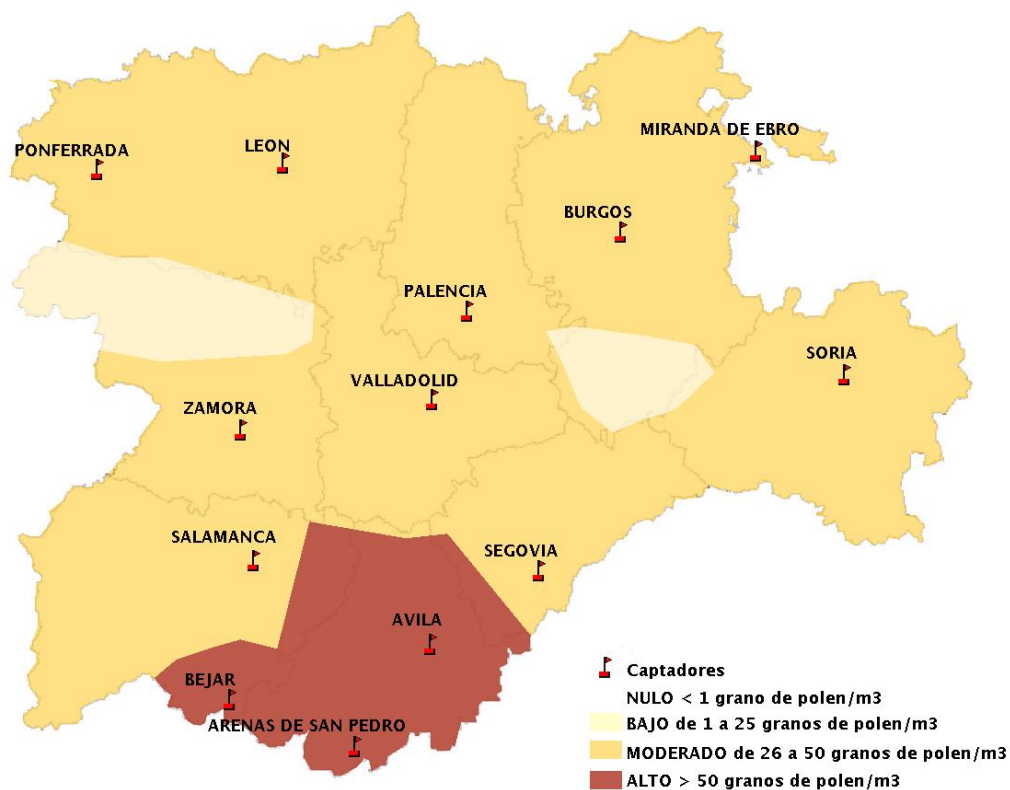 MIRANDA DE EBRO
PONFERRADA
LEON
BURGOS
PALENCIA
SORIA
VALLADOLID
ZAMORA
SALAMANCA
SEGOVIA
AVILA
BEJAR
ARENAS DE SAN PEDRO
Captadores
NULO < 1 grano de polen/m3
BAJO de 1 a 25 granos de polen/m3
MODERADO de 26 a 50 granos de polen/m3
ALTO > 50 granos de polen/m3